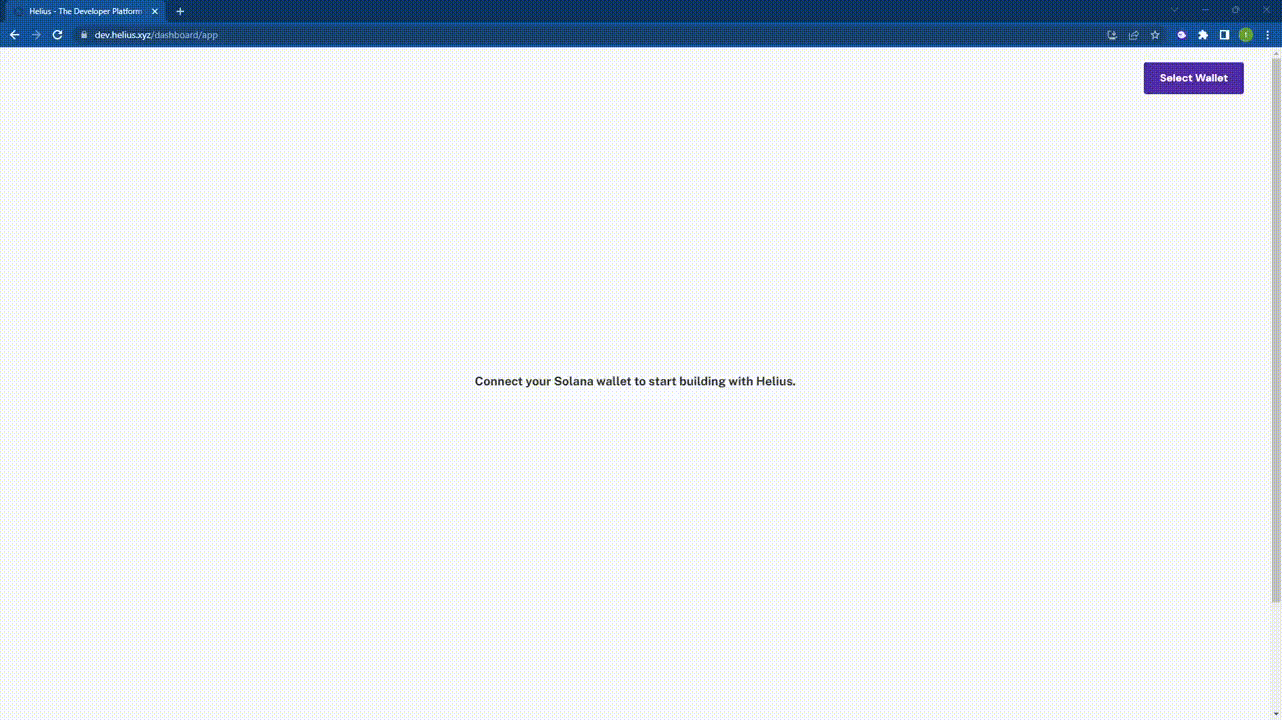 Helius - The Developer Platform
dev.helius.xyz/dashboard/app
Select Wallet
Connect your Solana wallet to start building with Helius.